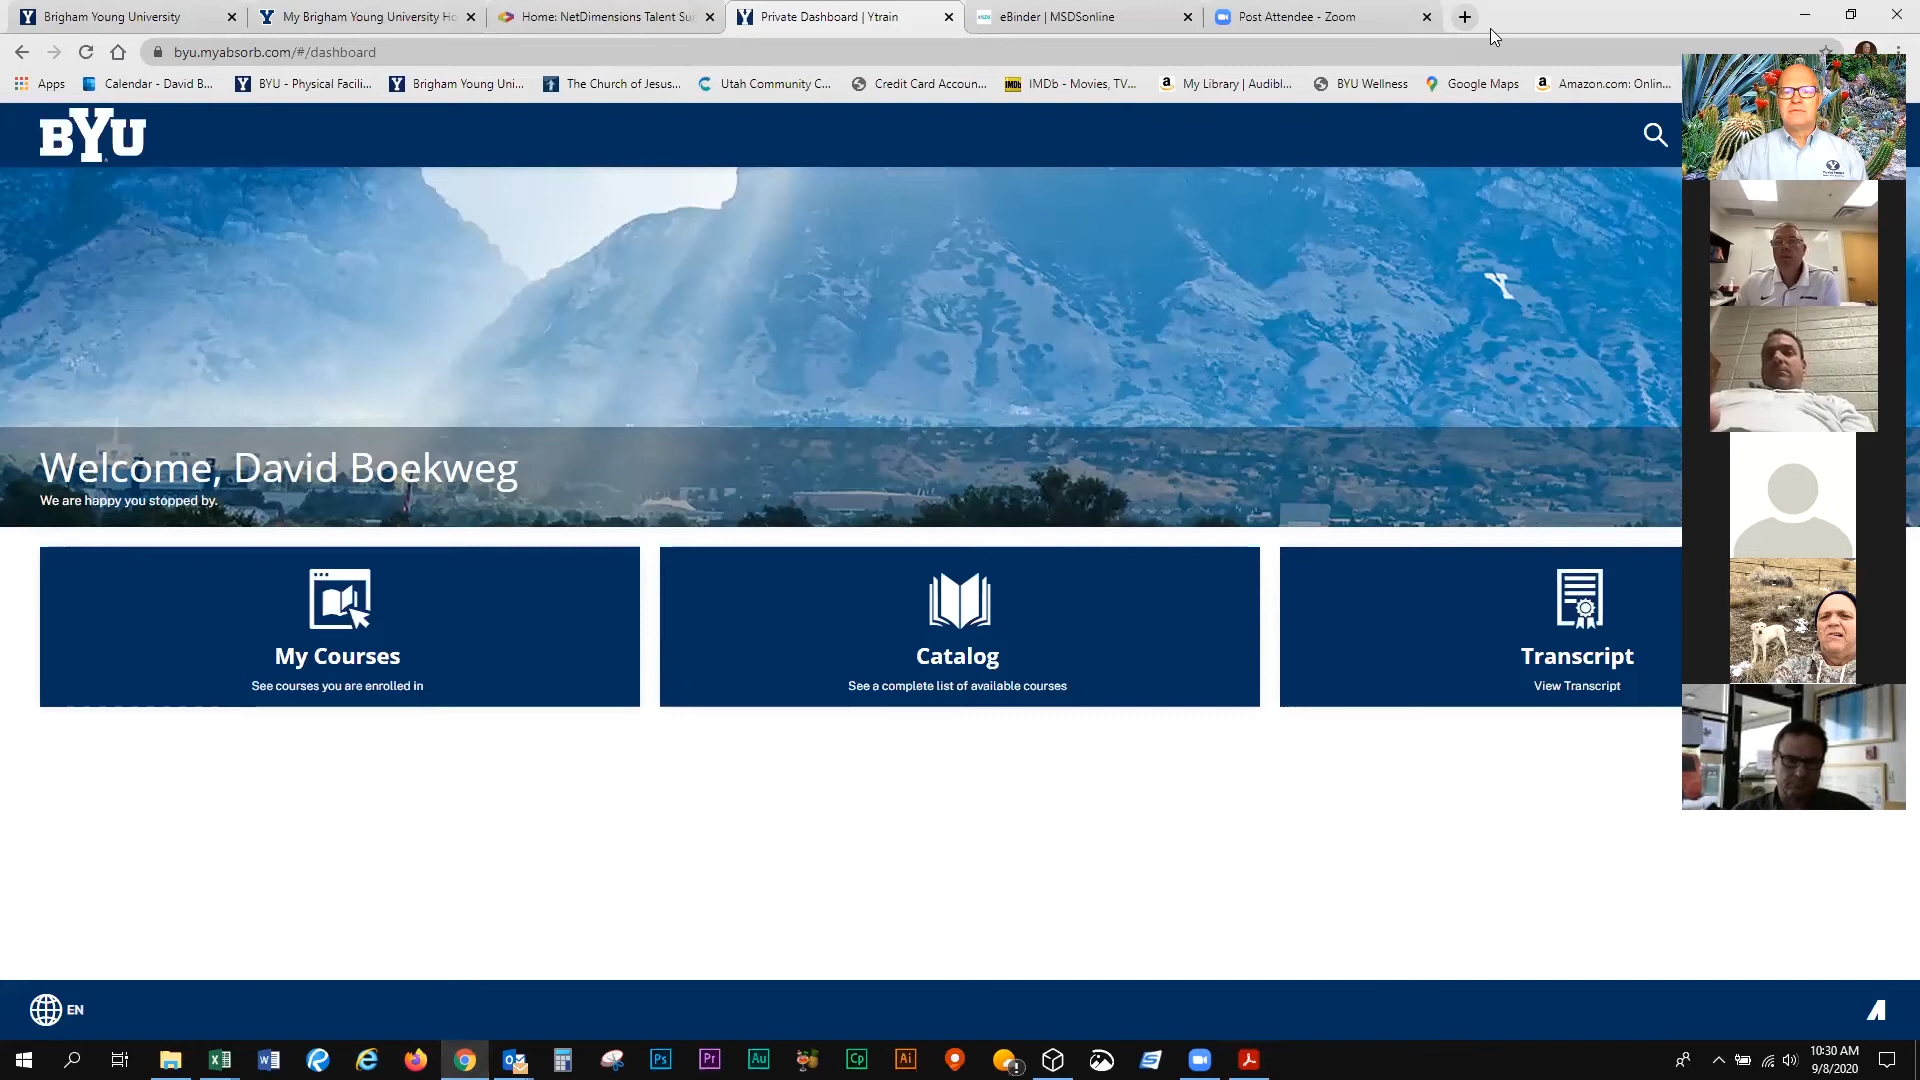 Brigham Young University
My Brigham Young University Ho
Home: NetDimensions Talent Sui
Private Dashboard | Ytrain
eBinder | MSDSonline
Post Attendee - Zoom
byu.myabsorb.com/#/dashboard
Apps
Calendar - David B...
BYU - Physical Facili...
Brigham Young Uni...
The Church of Jesus...
Utah Community C...
Credit Card Accoun...
IMDb - Movies, TV...
My Library | Audibl...
BYU Wellness
Google Maps
Amazon.com: Onlin...
BYU
Welcome, David Boekweg
We are happy you stopped by.
My Courses
See courses you are enrolled in
Catalog
See a complete list of available courses
Transcript
View Transcript
EN
10:30 AM
9/8/2020